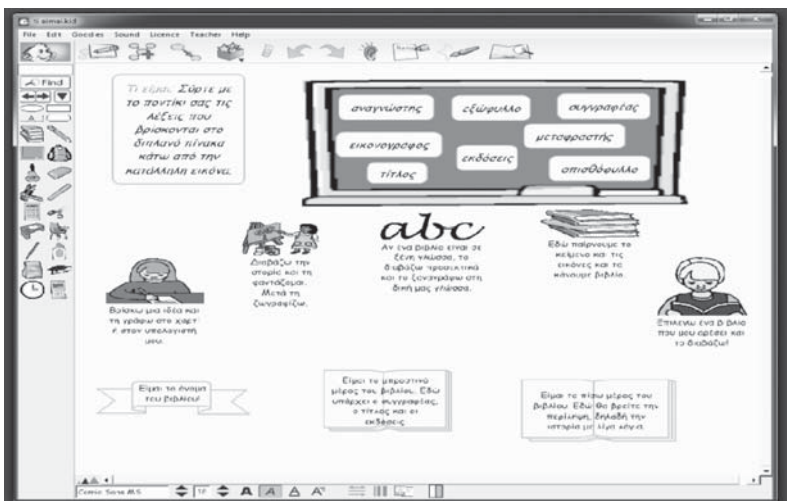 Ti eimai.kid
File Edit Goodies Sound Licence Teacher Help
Find
Τι είμαι; Σύρτε με
το ποντίκι σας τις
λέξεις που
βρίσκονται στο
διπλανό πίνακα
κάτω από την
κατάλληλη εικόνα.
αναγνώστης
εξώφυλλο
συγγραφέας
εικονογράφος
μεταφραστής
εκδόσεις
τίτλος
οπισθόφυλλο
Διαβάζω την
ιστορία και τη
φαντάζομαι.
Μετά τη
ζωγραφίζω.
abc
Αν ένα βιβλίο είναι σε
ξένη γλώσσα, το
διαβάζω προσεκτικά
και το ξαναγράφω στη
δική μας γλώσσα.
Εδώ παίρνουμε το
κείμενο και τις
εικόνες και τα
κάνουμε βιβλίο.
Βρίσκω μια ιδέα και
τη γράφω στο χαρτί
ή στον υπολογιστή
μου.
Επιλέγω ένα βιβλίο
που μου αρέσει και
το διαβάζω!
Είμαι το όνομα
του βιβλίου!
Είμαι το μπροστινό
μέρος του βιβλίου. Εδώ
υπάρχει ο συγγραφέας,
ο τίτλος και οι
εκδόσεις
Είμαι το πίσω μέρος του
βιβλίου. Εδώ θα βρείτε την
περίληψη, δηλαδή την
ιστορία με λίγα λόγια.
Comic Sans MS
A A A A